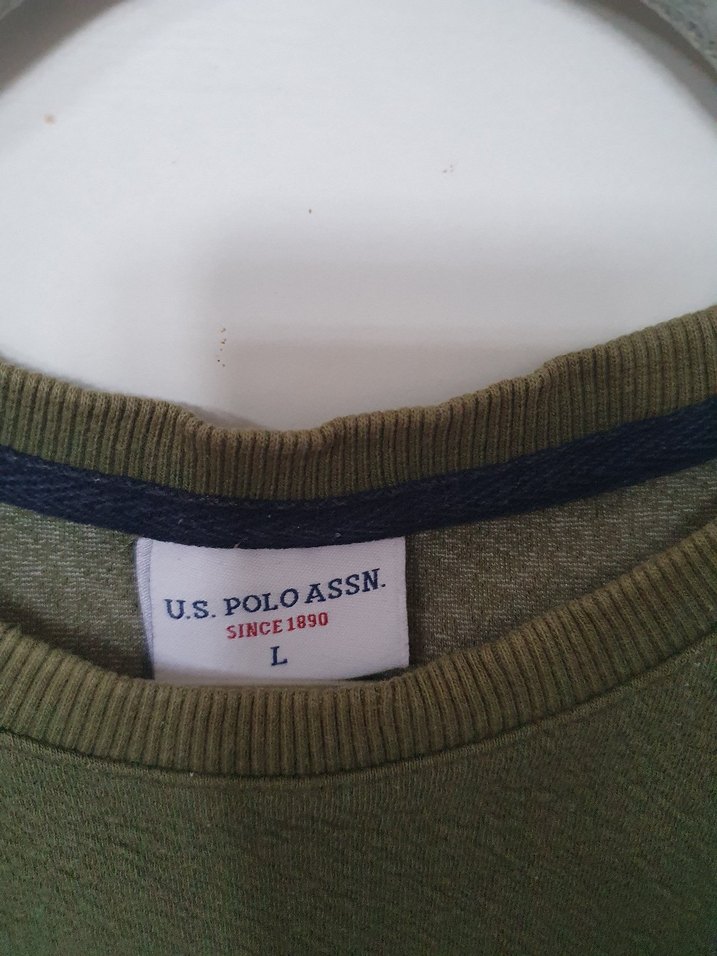 U.S. POLO ASSN.
SINCE 1890
L